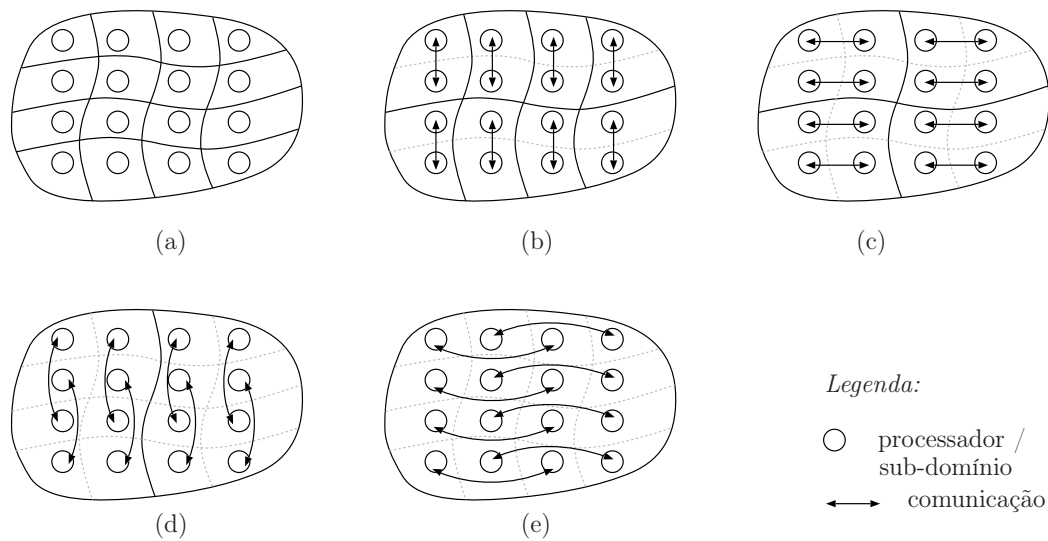 (a)
(b)
(c)
(d)
(e)
Legenda:
processador /
sub-domínio
comunicação